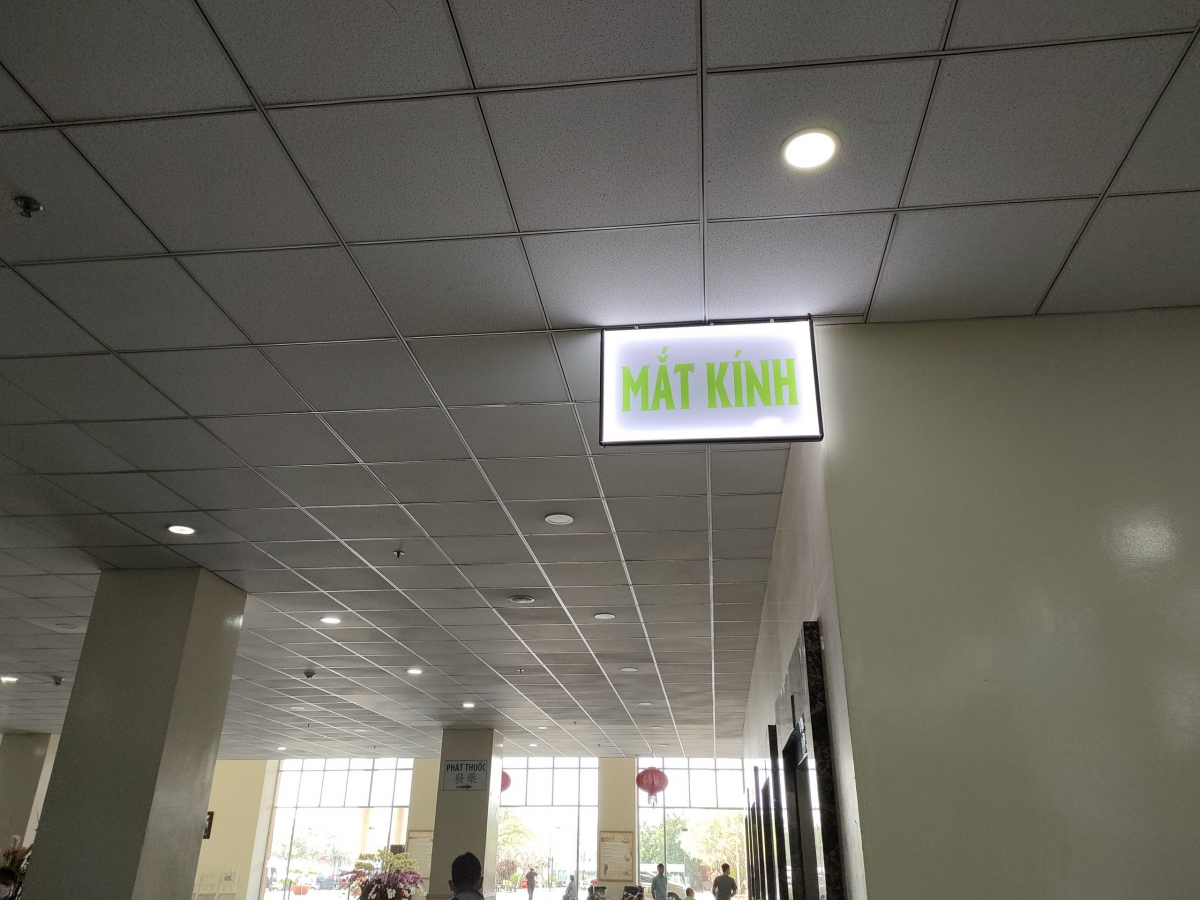 MẮT KÍNH
PHÁT THUỐC
發藥